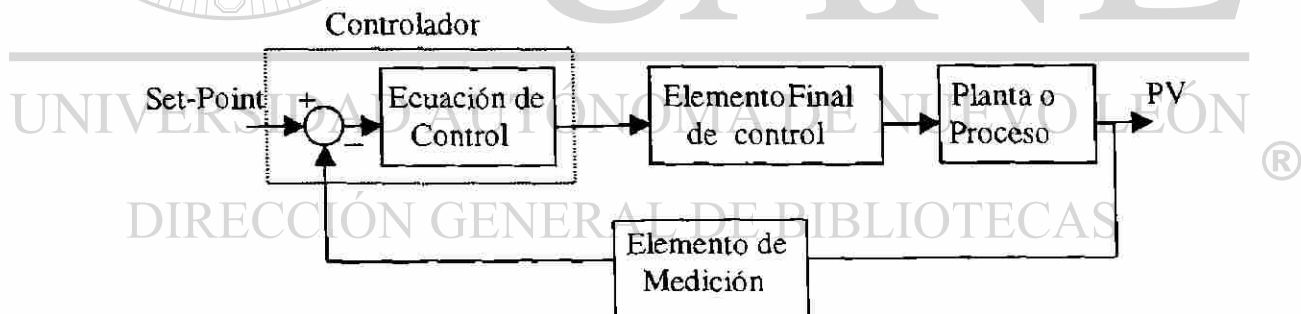 Controlador
Set-Point
+
−
Ecuación de
Control
Elemento Final
de control
Planta o
Proceso
PV
Elemento de
Medición
UNIVERSIDAD AUTÓNOMA DE NUEVO LEÓN
®
DIRECCIÓN GENERAL DE BIBLIOTECAS